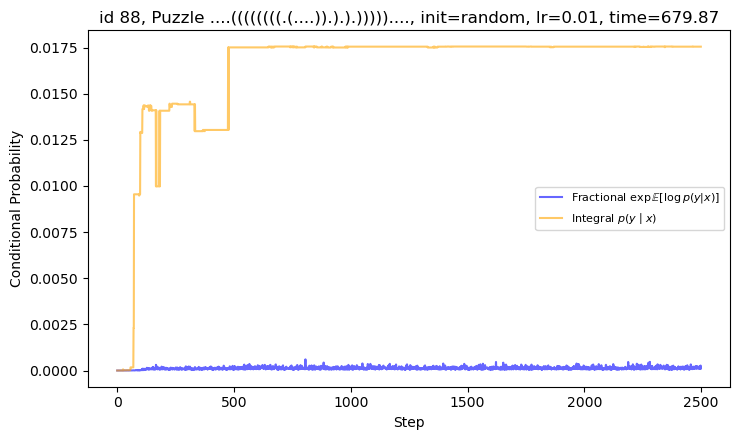 id 88, Puzzle ....((((((((.(....)).).).)))))...., init=random, lr=0.01, time=679.87
0.0175
0.0150
0.0125
0.0100
0.0075
0.0050
0.0025
0.0000
Conditional Probability
Fractional exp𝔼[log p(y|x)]
Integral p(y | x)
0
500
1000
1500
2000
2500
Step